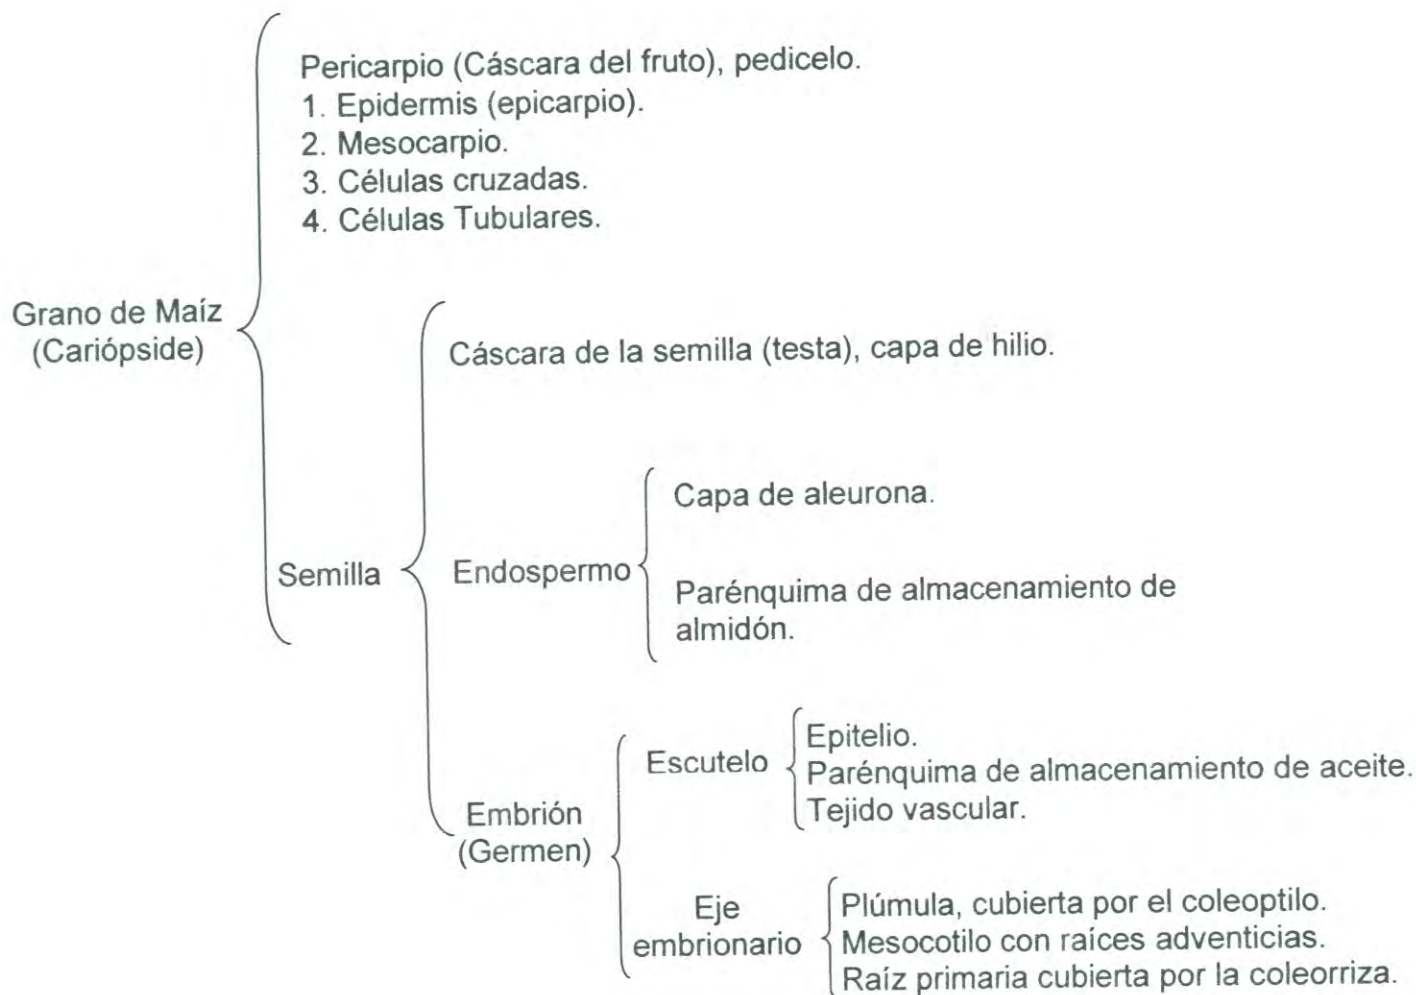 Pericarpio (Cáscara del fruto), pedicelo.
1. Epidermis (epicarpio).
2. Mesocarpio.
3. Células cruzadas.
4. Células Tubulares.
Grano de Maíz
(Cariópside)
Cáscara de la semilla (testa), capa de hilio.
Semilla
Endospermo
Capa de aleurona.
Parénquima de almacenamiento de
almidón.
Embrión
(Germen)
Escutelo
Epitelio.
Parénquima de almacenamiento de aceite.
Tejido vascular.
Eje
embrionario
Plúmula, cubierta por el coleoptilo.
Mesocotilo con raíces adventicias.
Raíz primaria cubierta por la coleorriza.